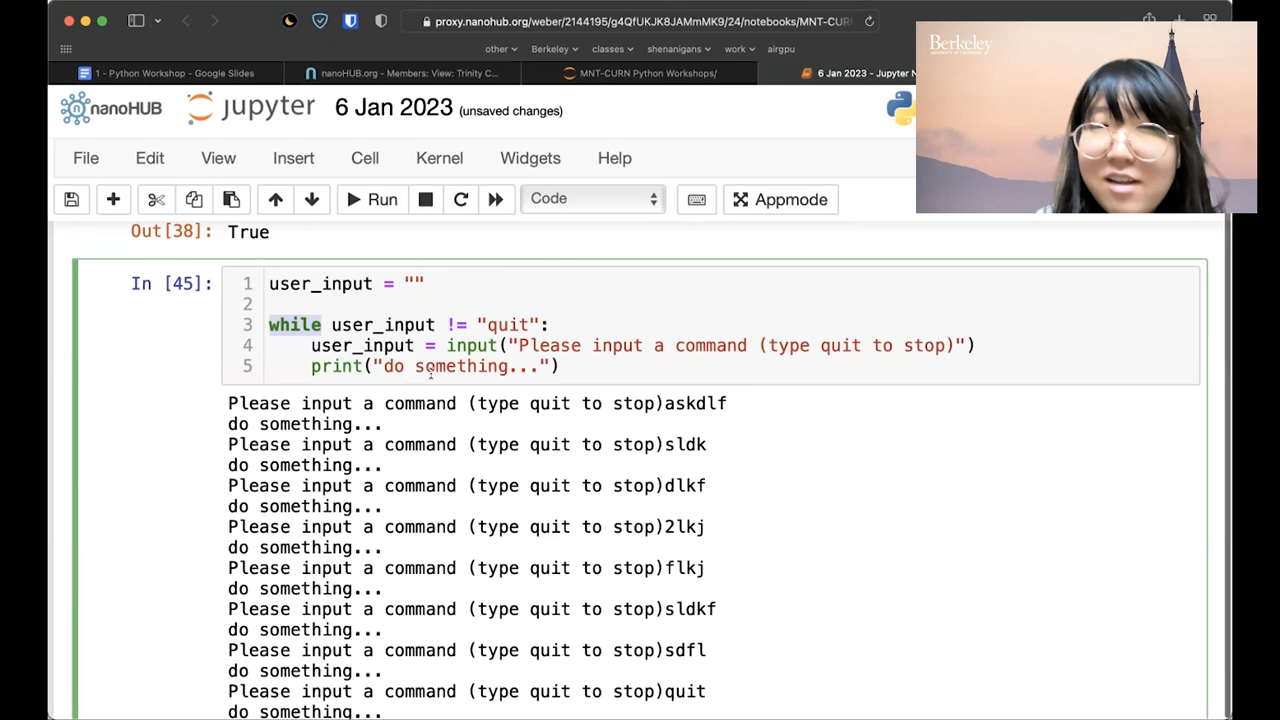 proxy.nanohub.org/weber/2144195/g4QfUKJK8JAmMK9/24/notebooks/MNT-CUR
other Berkeley classes shenanigans work airgpu
1 - Python Workshop - Google Slides
nanoHUB.org - Members: View: Trinity C...
MNT-CURN Python Workshops/
6 Jan 2023 - Jupyter N
Berkeley
UNIVERSITY OF CALIFORNIA
nanoHUB jupyter 6 Jan 2023 (unsaved changes)
File Edit View Insert Cell Kernel Widgets Help
Run Code Appmode
Out[38]: True
In [45]:
1 user_input = ""
2
3 while user_input != "quit":
4 user_input = input("Please input a command (type quit to stop)")
5 print("do something...")
Please input a command (type quit to stop)askdlf
do something...
Please input a command (type quit to stop)sldk
do something...
Please input a command (type quit to stop)dlkf
do something...
Please input a command (type quit to stop)2lkj
do something...
Please input a command (type quit to stop)flkj
do something...
Please input a command (type quit to stop)sldkf
do something...
Please input a command (type quit to stop)sdfl
do something...
Please input a command (type quit to stop)quit
do something...